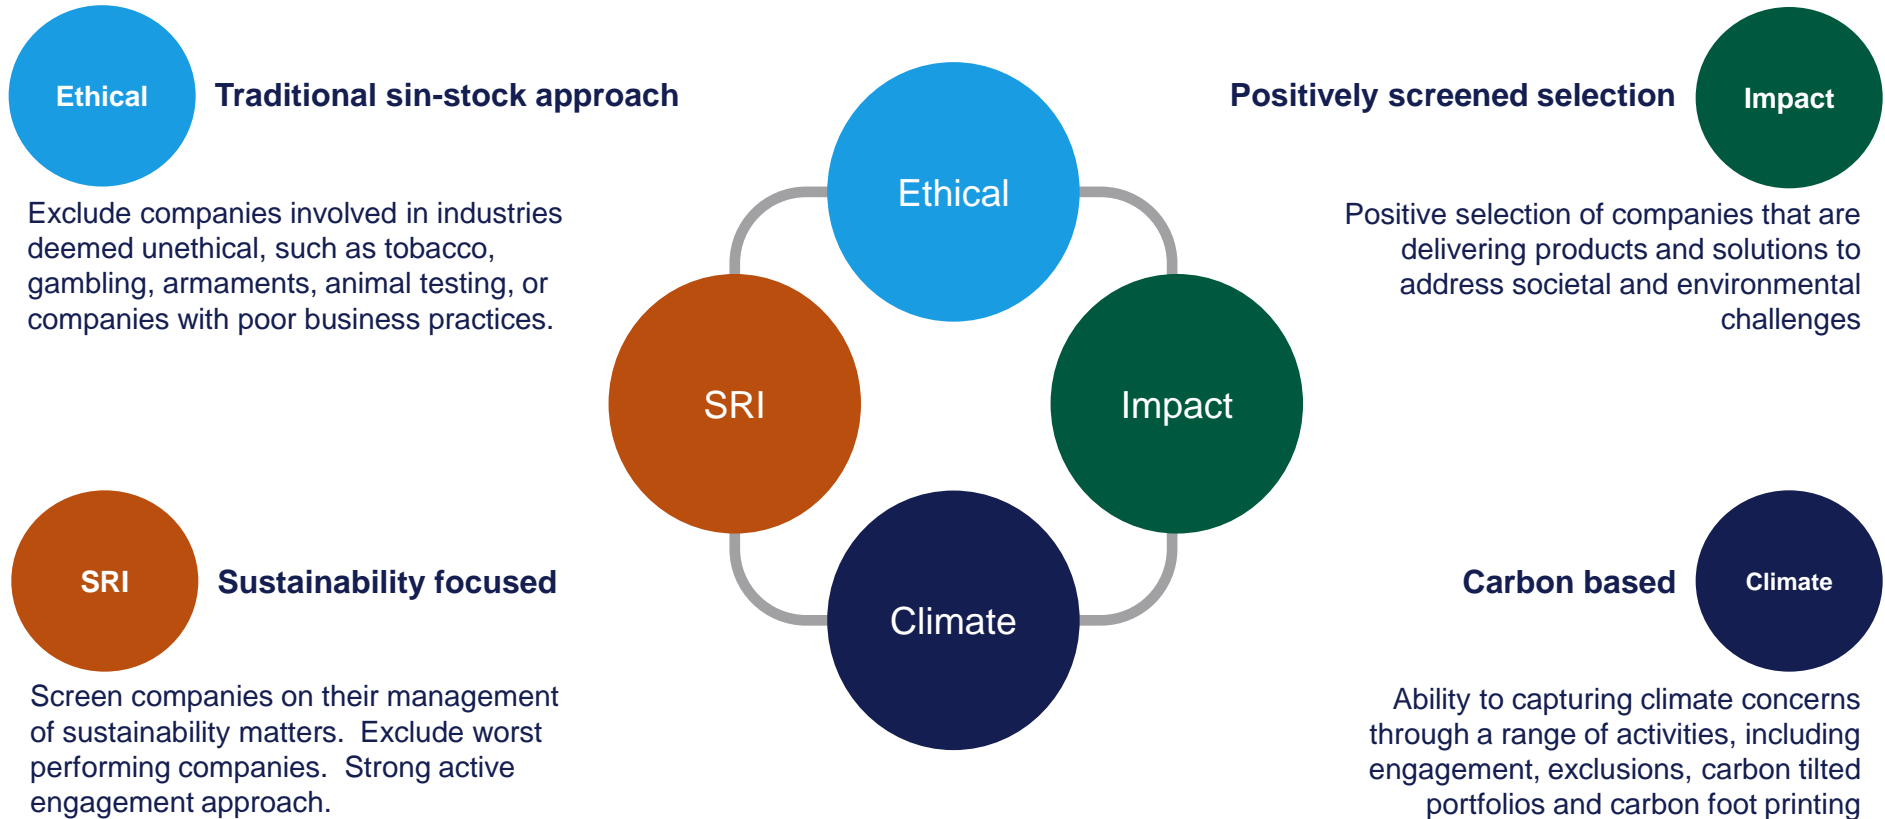 Ethical
Traditional sin-stock approach
Exclude companies involved in industries
deemed unethical, such as tobacco,
gambling, armaments, animal testing, or
companies with poor business practices.
Positively screened selection
Impact
Positive selection of companies that are
delivering products and solutions to
address societal and environmental
challenges
Ethical
SRI
Impact
Climate
SRI
Sustainability focused
Screen companies on their management
of sustainability matters.  Exclude worst
performing companies.  Strong active
engagement approach.
Carbon based
Climate
Ability to capturing climate concerns
through a range of activities, including
engagement, exclusions, carbon tilted
portfolios and carbon foot printing